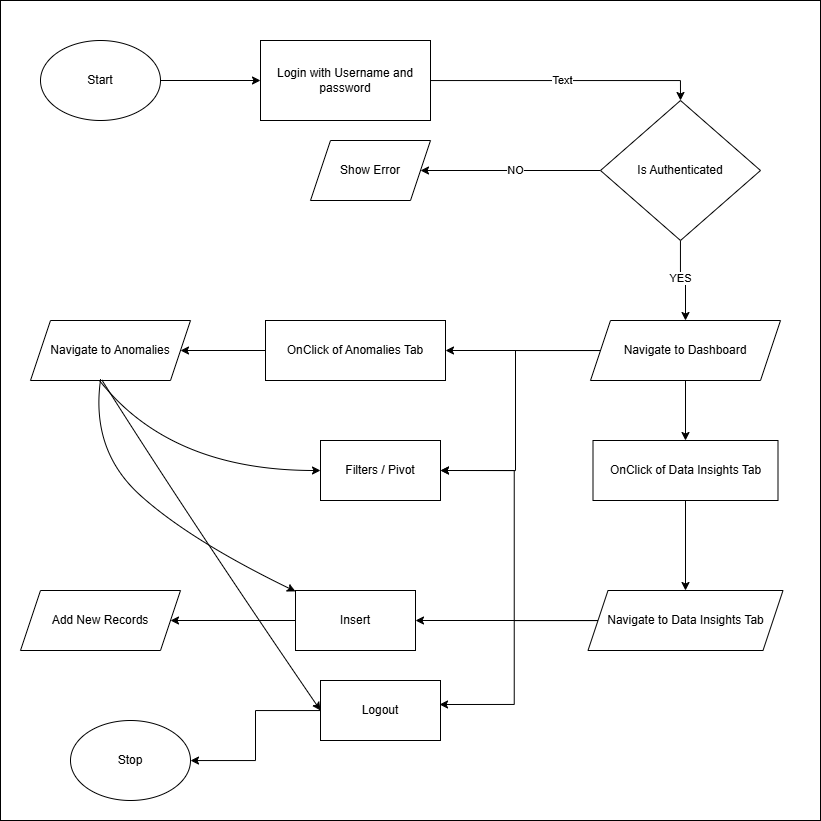 Start
Login with Username and
password
Text
Is Authenticated
NO
Show Error
YES
Navigate to Anomalies
OnClick of Anomalies Tab
Navigate to Dashboard
Filters / Pivot
OnClick of Data Insights Tab
Add New Records
Insert
Navigate to Data Insights Tab
Logout
Stop